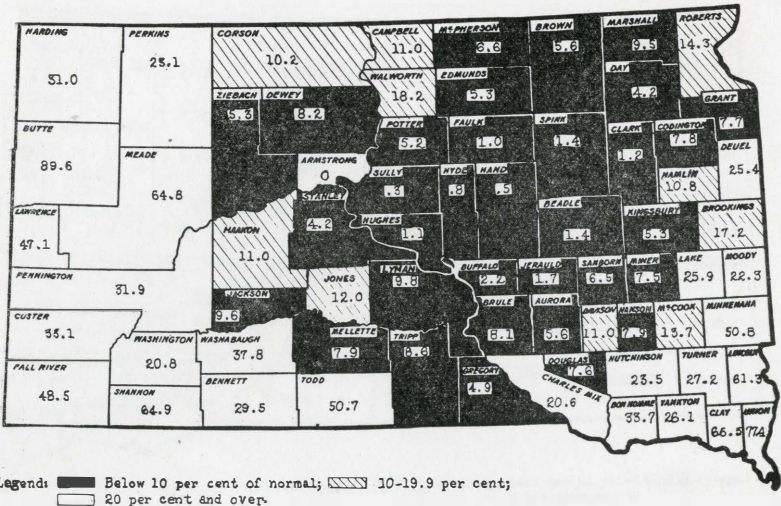 HARDING
31.0
PERKINS
23.1
CORSON
10.2
CAMPBELL
11.0
McPHERSON
6.6
BROWN
5.6
MARSHALL
9.5
ROBERTS
14.3
WALWORTH
18.2
EDMUNDS
5.3
DAY
4.2
GRANT
7.7
ZIEBACH
5.3
DEWEY
8.2
BUTTE
89.6
MEADE
64.8
ARMSTRONG
0
POTTER
5.2
FAULK
1.0
SPINK
1.4
CLARK
1.2
CODINGTON
7.8
DEUEL
25.4
HAMLIN
10.8
STANLEY
4.2
SULLY
.3
HYDE
.8
HAND
.5
LAWRENCE
47.1
HAAKON
11.0
HUGHES
1.1
BEADLE
1.4
KINGSBURY
5.3
BROOKINGS
17.2
PENNINGTON
31.9
JACKSON
9.6
JONES
12.0
LYMAN
9.8
BUFFALO
2.2
JERAULD
1.7
SANBORN
6.5
MINER
7.5
LAKE
25.9
MOODY
22.3
CUSTER
33.1
WASHINGTON
20.8
WASHABAUGH
37.8
MELLETTE
7.9
TRIPP
8.8
BRULE
8.1
AURORA
5.6
DAVISON
11.0
HANSON
7.9
McCOOK
13.7
MINNEHAHA
50.8
FALL RIVER
48.5
SHANNON
64.9
BENNETT
29.5
TODD
50.7
GREGORY
4.9
CHARLES MIX
20.6
DOUGLAS
7.6
HUTCHINSON
23.5
TURNER
27.2
LINCOLN
61.3
BON HOMME
33.7
YANKTON
26.1
CLAY
66.5
UNION
77.4
Legend: Below 10 per cent of normal; 10-19.9 per cent;
20 per cent and over.